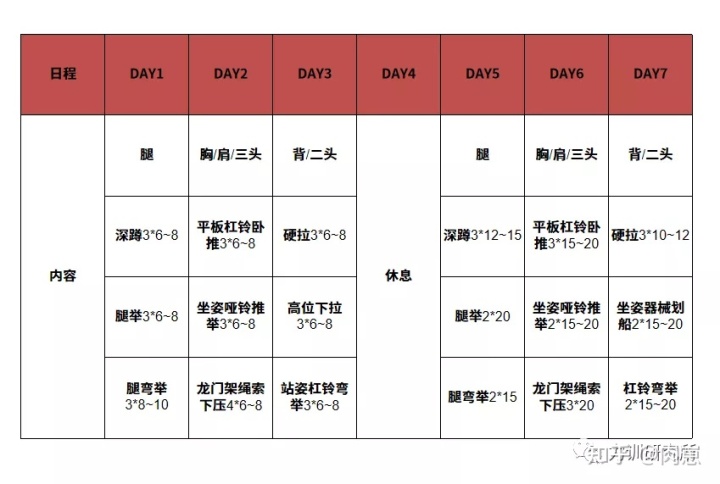 日程
DAY1
DAY2
DAY3
DAY4
DAY5
DAY6
DAY7
内容
腿
胸/肩/三头
背/二头
休息
腿
胸/肩/三头
背/二头
深蹲3*6~8
平板杠铃卧
推3*6~8
硬拉3*6~8
深蹲3*12~15
平板杠铃卧
推3*15~20
硬拉3*10~12
腿举3*6~8
坐姿哑铃推
举3*6~8
高位下拉
3*6~8
腿举2*20
坐姿哑铃推
举2*15~20
坐姿器械划
船2*15~20
腿弯举
3*8~10
龙门架绳索
下压4*6~8
站姿杠铃弯
举3*6~8
腿弯举2*15
龙门架绳索
下压3*20
杠铃弯举
2*15~20
知乎